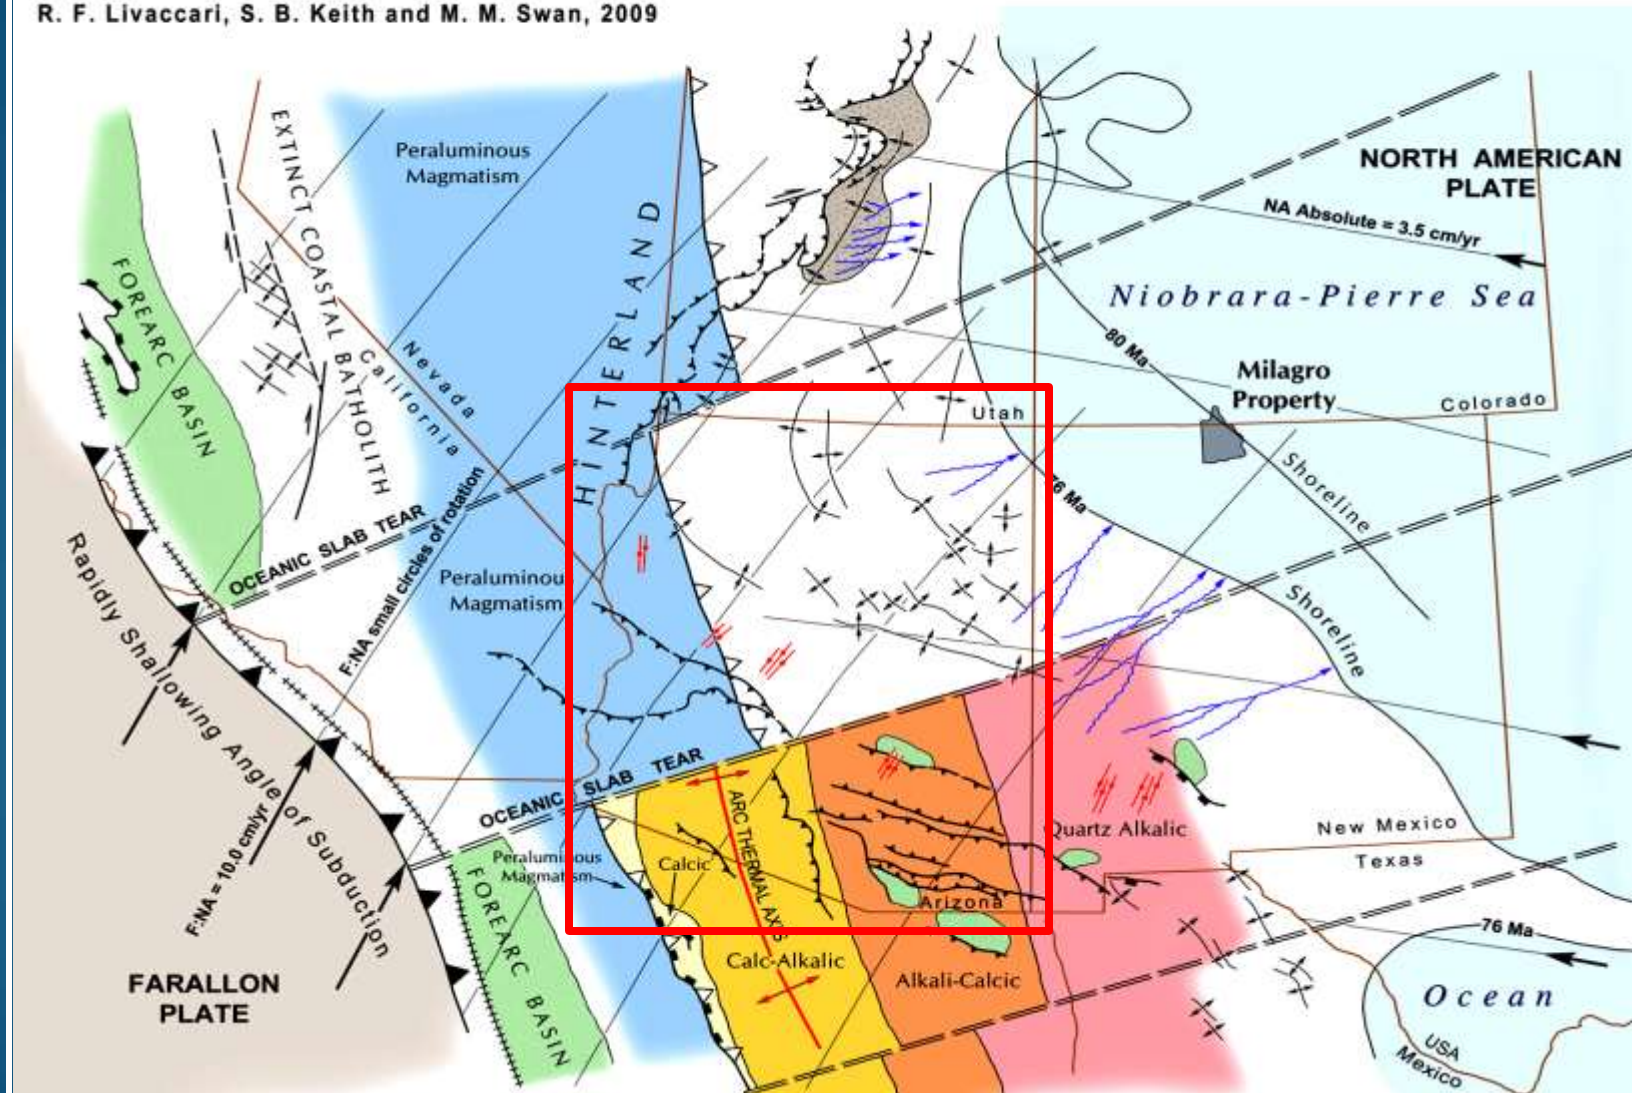 R. F. Livaccari, S. B. Keith and M. M. Swan, 2009
EXTINCT COASTAL BATHOLITH
Peraluminous
Magmatism
HINTERLAND
NORTH AMERICAN
PLATE
NA Absolute = 3.5 cm/yr
Niobrara-Pierre Sea
FOREARC BASIN
Nevada
California
80 Ma
Milagro
Property
Utah
Colorado
Shoreline
76 Ma
OCEANIC SLAB TEAR
F:NA small circles of rotation
Peraluminou
Magmatism
Rapidly Shallowing Angle of Subduction
Shoreline
OCEANIC SLAB TEAR
F:NA = 10.0 cm/yr
ARC THERMAL AXIS
Quartz Alkalic
New Mexico
Texas
Peraluminous
Magmatism
Calcic
FOREARC BASIN
Arizona
76 Ma
Calc-Alkalic
Alkali-Calcic
FARALLON
PLATE
Ocean
USA
Mexico